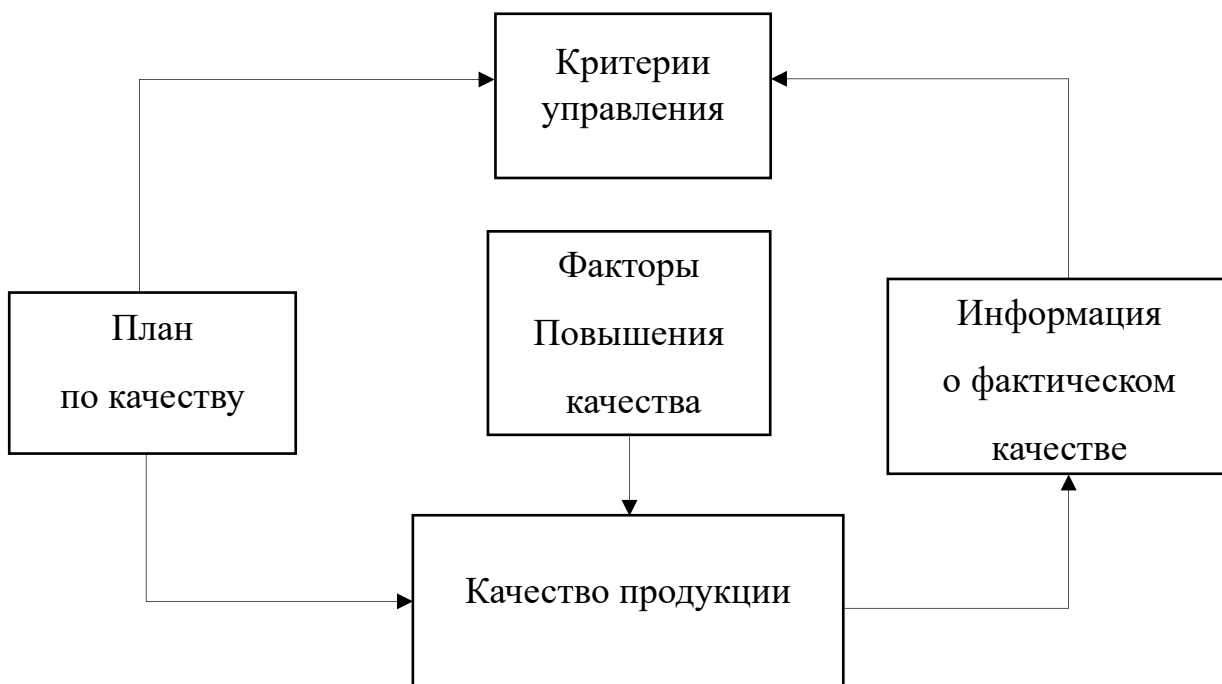 Критерии
управления
Факторы
Повышения
качества
План
по качеству
Информация
о фактическом
качестве
Качество продукции